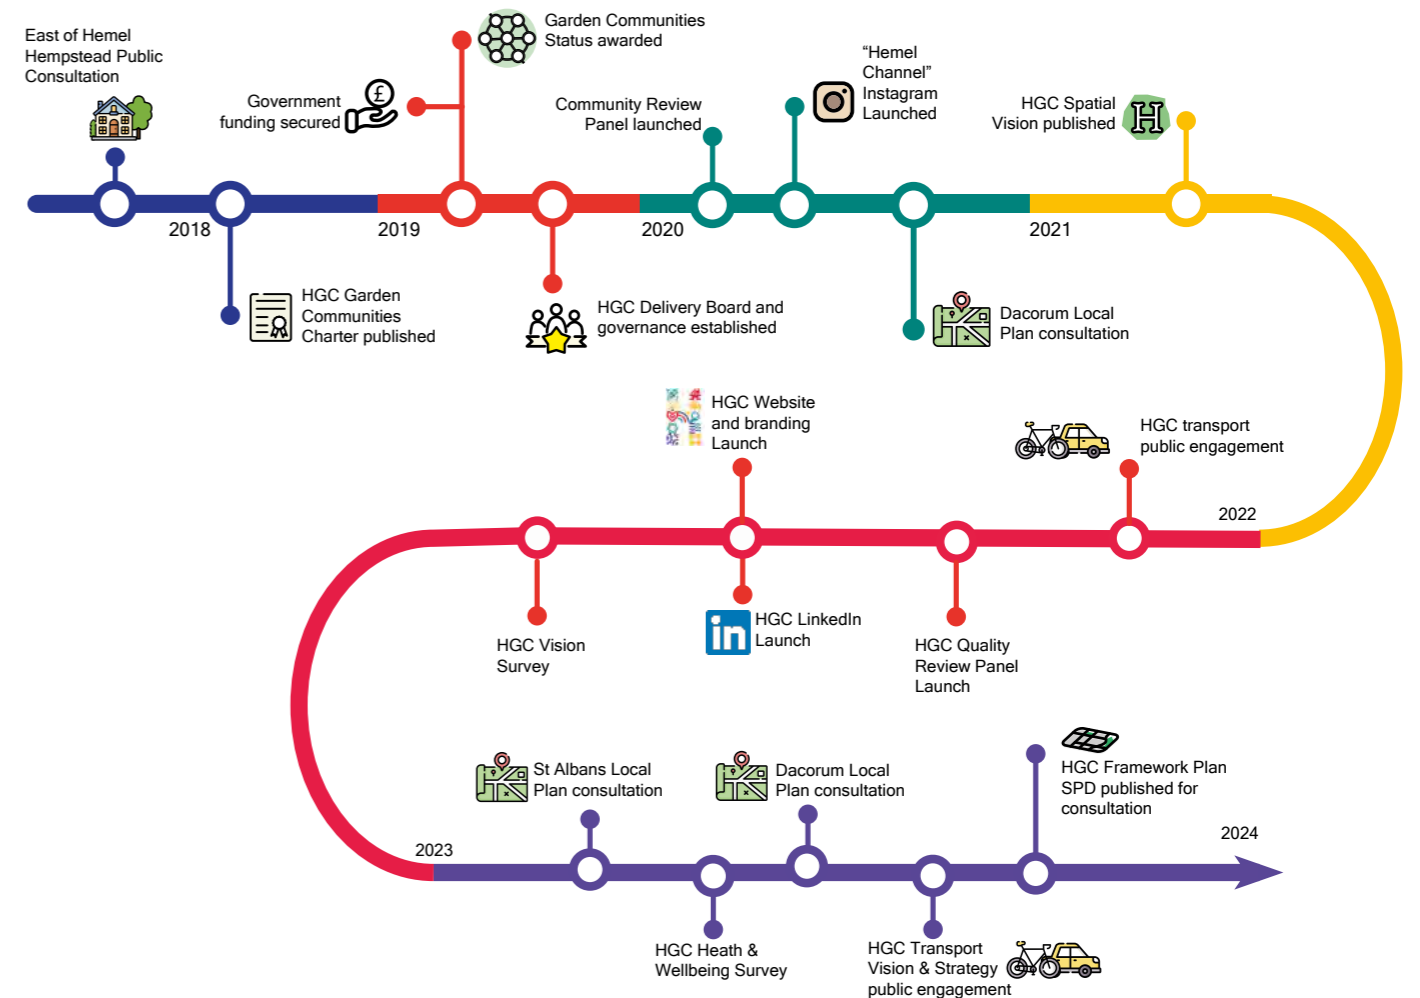 East of Hemel
Hempstead Public
Consultation
Government
funding secured
£
Garden Communities
Status awarded
Community Review
Panel launched
“Hemel
Channel”
Instagram
Launched
HGC Spatial
Vision published
H
2018
2019
2020
2021
HGC Garden
Communities
Charter published
HGC Delivery Board and
governance established
Dacorum Local
Plan consultation
H
HGC Website
and branding
Launch
HGC transport
public engagement
2022
HGC Vision
Survey
in
HGC LinkedIn
Launch
HGC Quality
Review Panel
Launch
St Albans Local
Plan consultation
Dacorum Local
Plan consultation
HGC Framework Plan
SPD published for
consultation
2023
2024
HGC Heath &
Wellbeing Survey
HGC Transport
Vision & Strategy
public engagement